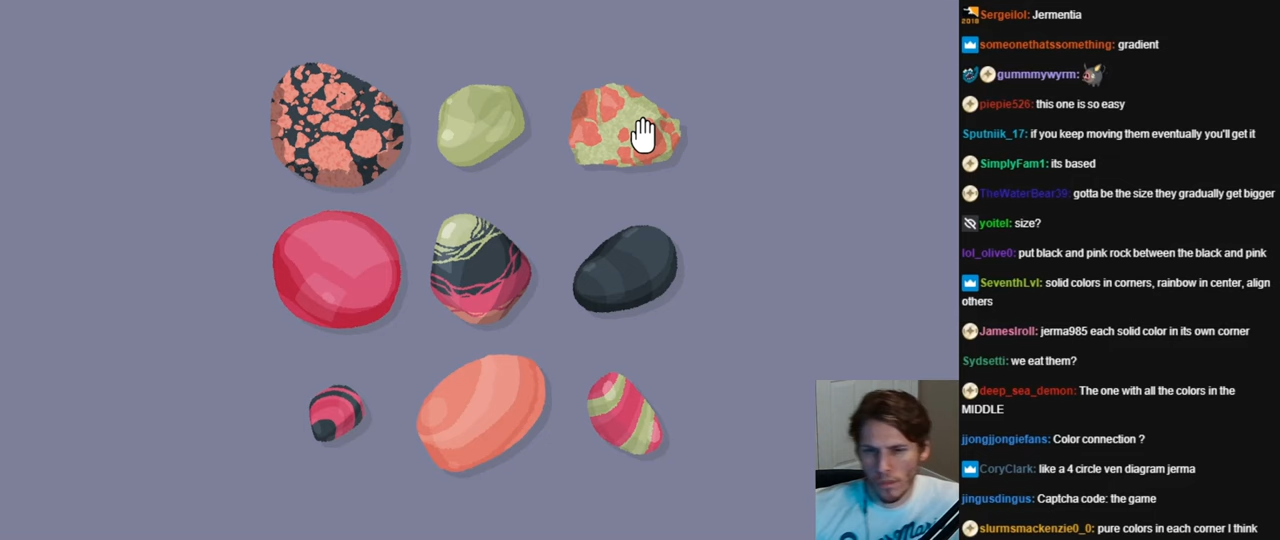 2018 Sergeilol: Jermentia
someonethatssomething: gradient
gummmywyrm:
piepie526: this one is so easy
Sputniik_17: if you keep moving them eventually you'll get it
SimplyFam1: its based
TheWaterBear39: gotta be the size they gradually get bigger
yoitel: size?
lol_olive0: put black and pink rock between the black and pink
SeventhLvl: solid colors in corners, rainbow in center, align
others
JamesIroll: jerma985 each solid color in its own corner
Sydsetti: we eat them?
deep_sea_demon: The one with all the colors in the
MIDDLE
jjongjjongiefans: Color connection ?
CoryClark: like a 4 circle ven diagram jerma
jingusdingus: Captcha code: the game
slurmsmackenzie0_0: pure colors in each corner I think